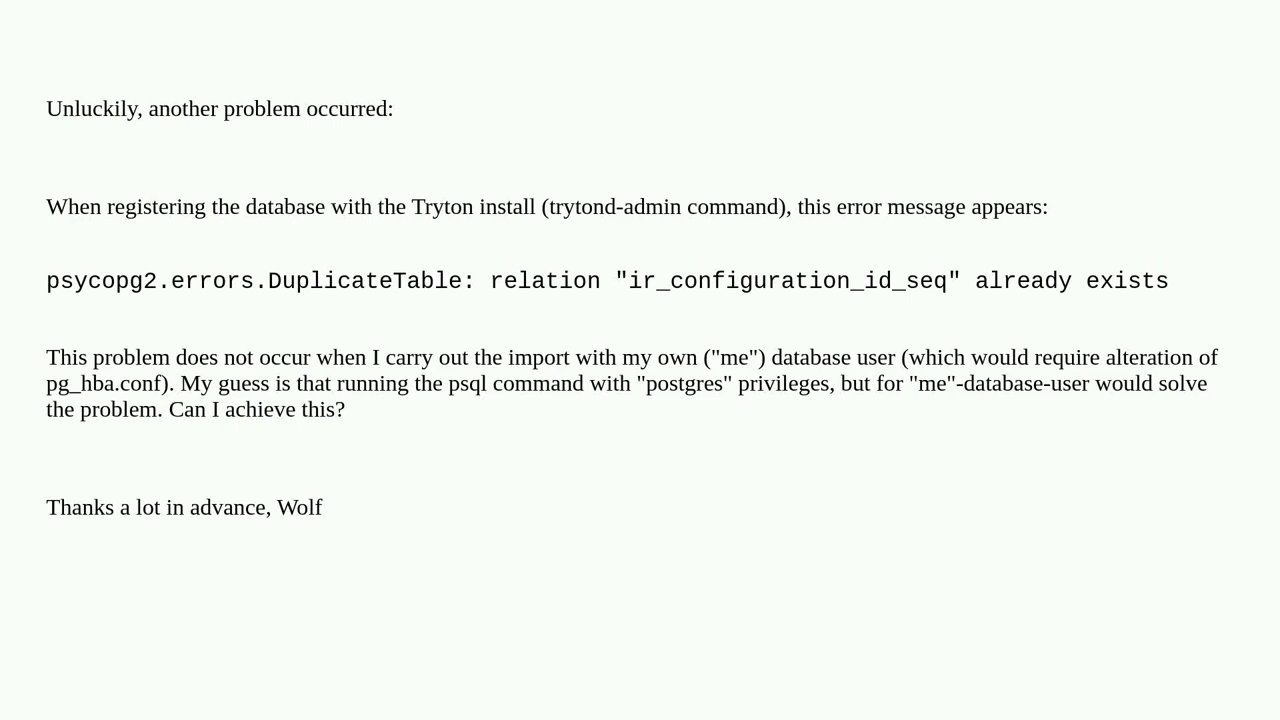 Unluckily, another problem occurred:
When registering the database with the Tryton install (trytond-admin command), this error message appears:
psycopg2.errors.DuplicateTable: relation "ir_configuration_id_seq" already exists
This problem does not occur when I carry out the import with my own ("me") database user (which would require alteration of
pg_hba.conf). My guess is that running the psql command with "postgres" privileges, but for "me"-database-user would solve
the problem. Can I achieve this?
Thanks a lot in advance, Wolf